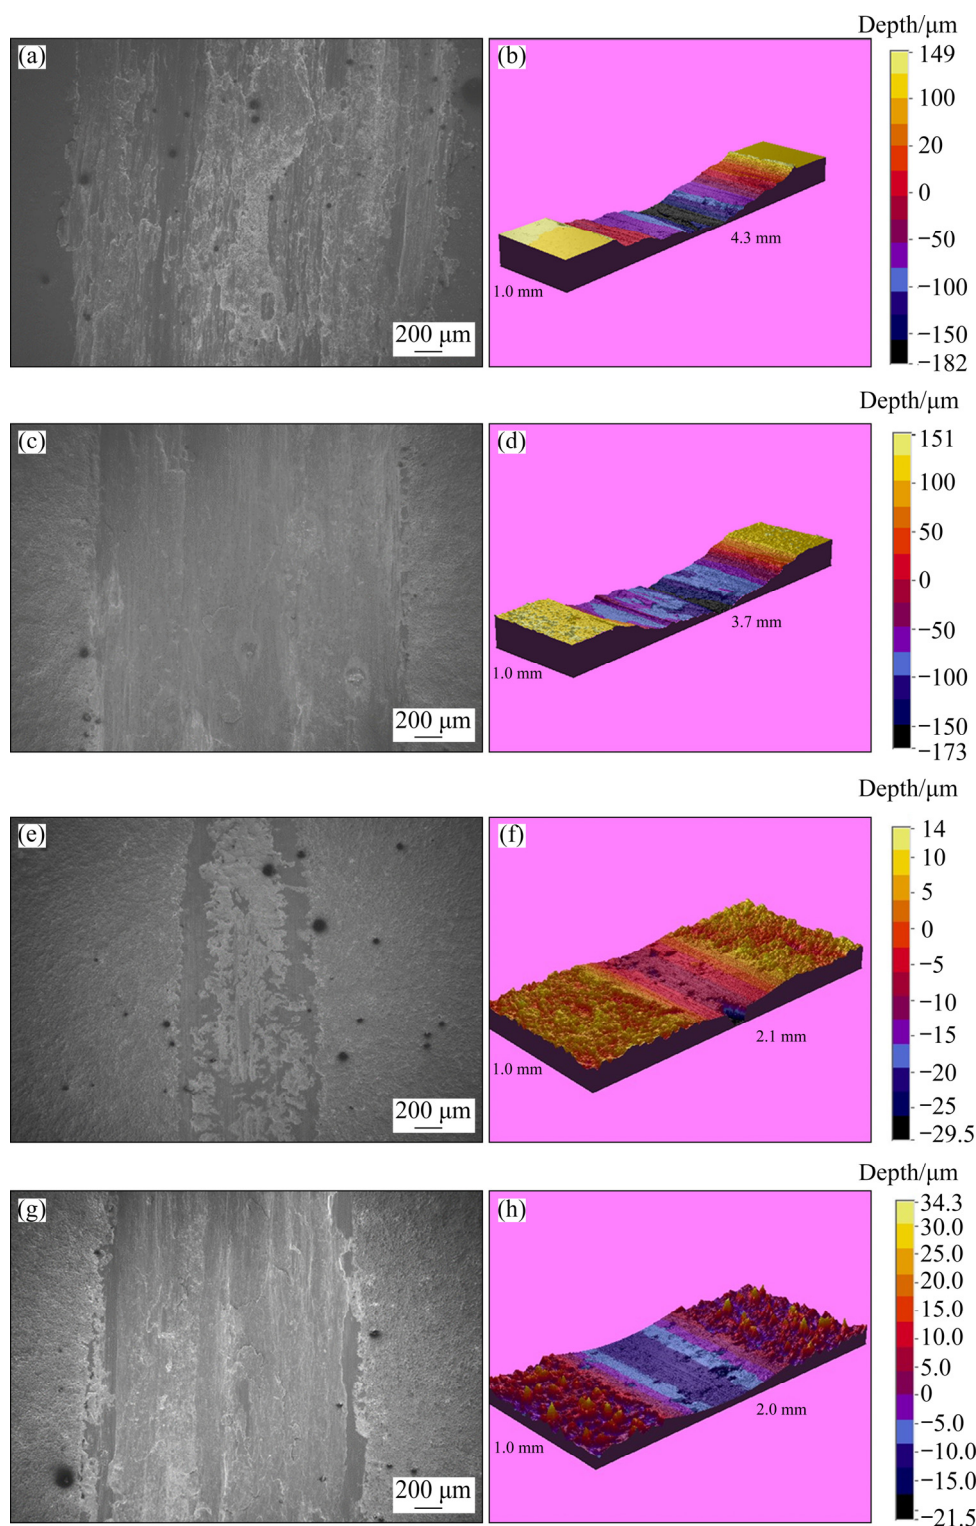 Depth/μm
(a)
(b)
149
100
20
0
−50
−100
−150
−182
4.3 mm
1.0 mm
200 μm
Depth/μm
(c)
(d)
151
100
50
0
−50
−100
−150
−173
3.7 mm
1.0 mm
200 μm
Depth/μm
(e)
(f)
14
10
5
0
−5
−10
−15
−20
−25
−29.5
2.1 mm
1.0 mm
200 μm
Depth/μm
(g)
(h)
34.3
30.0
25.0
20.0
15.0
10.0
5.0
0
−5.0
−10.0
−15.0
−21.5
2.0 mm
1.0 mm
200 μm